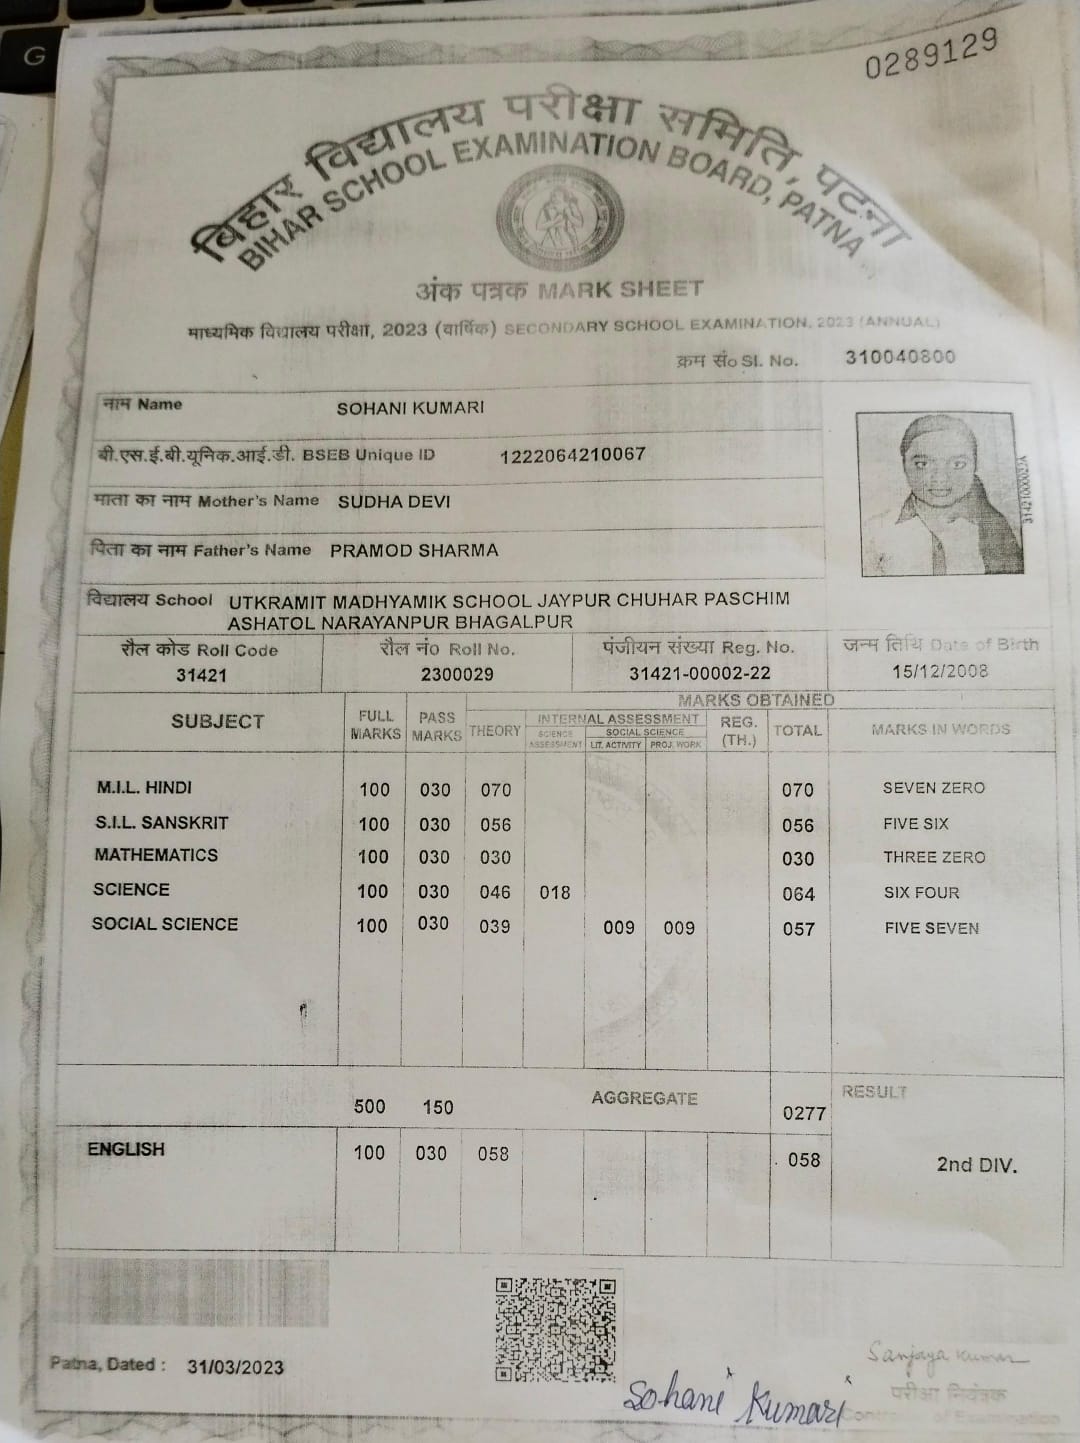 G
0289129
बिहार विद्यालय परीक्षा समिति, पटना
BIHAR SCHOOL EXAMINATION BOARD, PATNA
अंक पत्रक MARK SHEET
माध्यमिक विद्यालय परीक्षा, 2023 (वार्षिक) SECONDARY SCHOOL EXAMINATION, 2023 (ANNUAL)
क्रम सं० Sl. No. 310040800
नाम Name SOHANI KUMARI
बी.एस.ई.बी.यूनिक.आई.डी. BSEB Unique ID 1222064210067
माता का नाम Mother's Name SUDHA DEVI
पिता का नाम Father's Name PRAMOD SHARMA
विद्यालय School UTKRAMIT MADHYAMIK SCHOOL JAYPUR CHUHAR PASCHIM
ASHATOL NARAYANPUR BHAGALPUR
रौल कोड Roll Code रौल नं० Roll No. पंजीयन संख्या Reg. No. जन्म तिथि Date of Birth
31421 2300029 31421-00002-22 15/12/2008
MARKS OBTAINED
SUBJECT FULL MARKS PASS MARKS THEORY INTERNAL ASSESSMENT REG. (TH.) TOTAL MARKS IN WORDS
SCIENCE ASSESSMENT SOCIAL SCIENCE
LIT. ACTIVITY PROJ. WORK
M.I.L. HINDI 100 030 070 070 SEVEN ZERO
S.I.L. SANSKRIT 100 030 056 056 FIVE SIX
MATHEMATICS 100 030 030 030 THREE ZERO
SCIENCE 100 030 046 018 064 SIX FOUR
SOCIAL SCIENCE 100 030 039 009 009 057 FIVE SEVEN
500 150 AGGREGATE 0277 RESULT
ENGLISH 100 030 058 058 2nd DIV.
Patna, Dated : 31/03/2023
Sanjaya Kumar
Sohani Kumari
परीक्षा नियंत्रक
of Examination